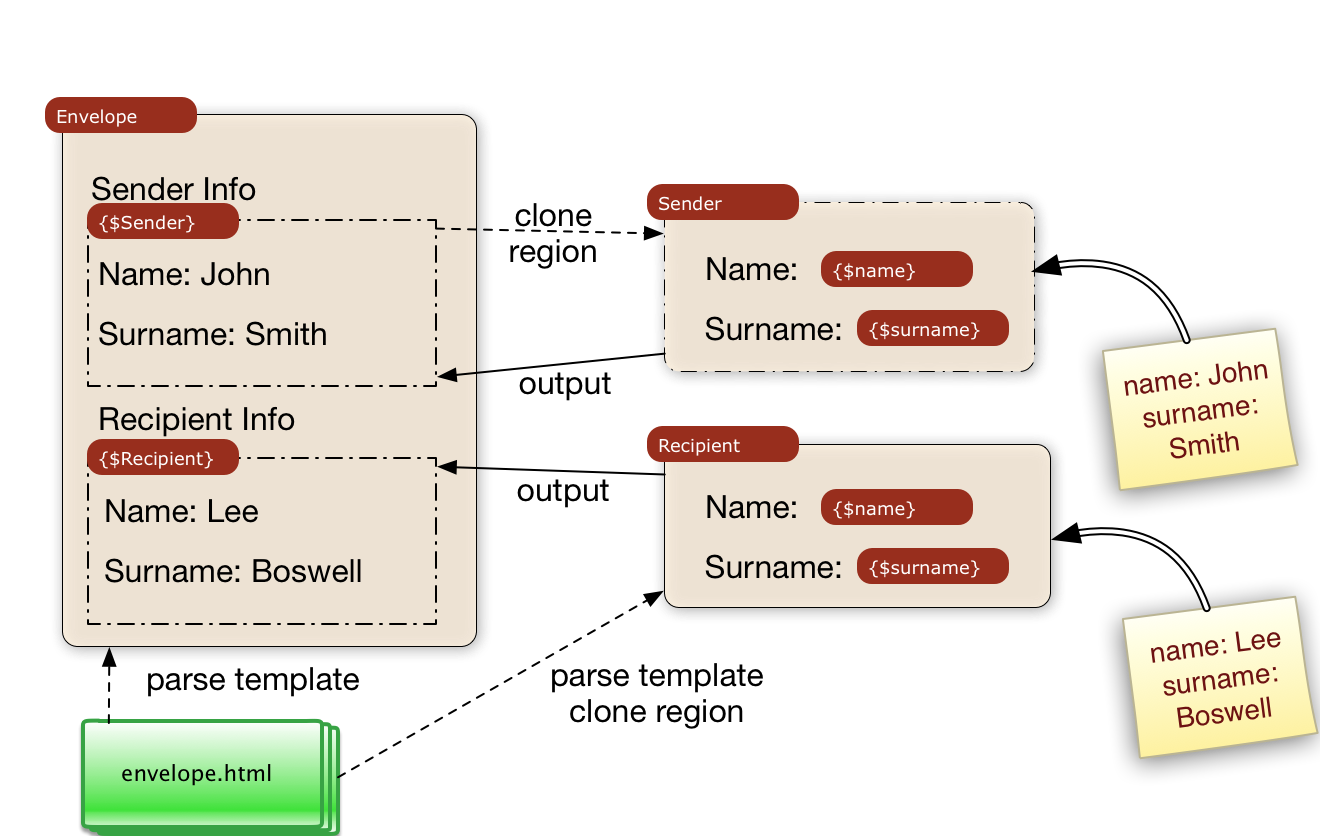 Envelope
Sender Info
{$Sender}
Name: John
Surname: Smith
Recipient Info
{$Recipient}
Name: Lee
Surname: Boswell
parse template
envelope.html
clone
region
output
output
parse template
clone region
Sender
Name: {$name}
Surname: {$surname}
Recipient
Name: {$name}
Surname: {$surname}
name: John
surname:
Smith
name: Lee
surname:
Boswell